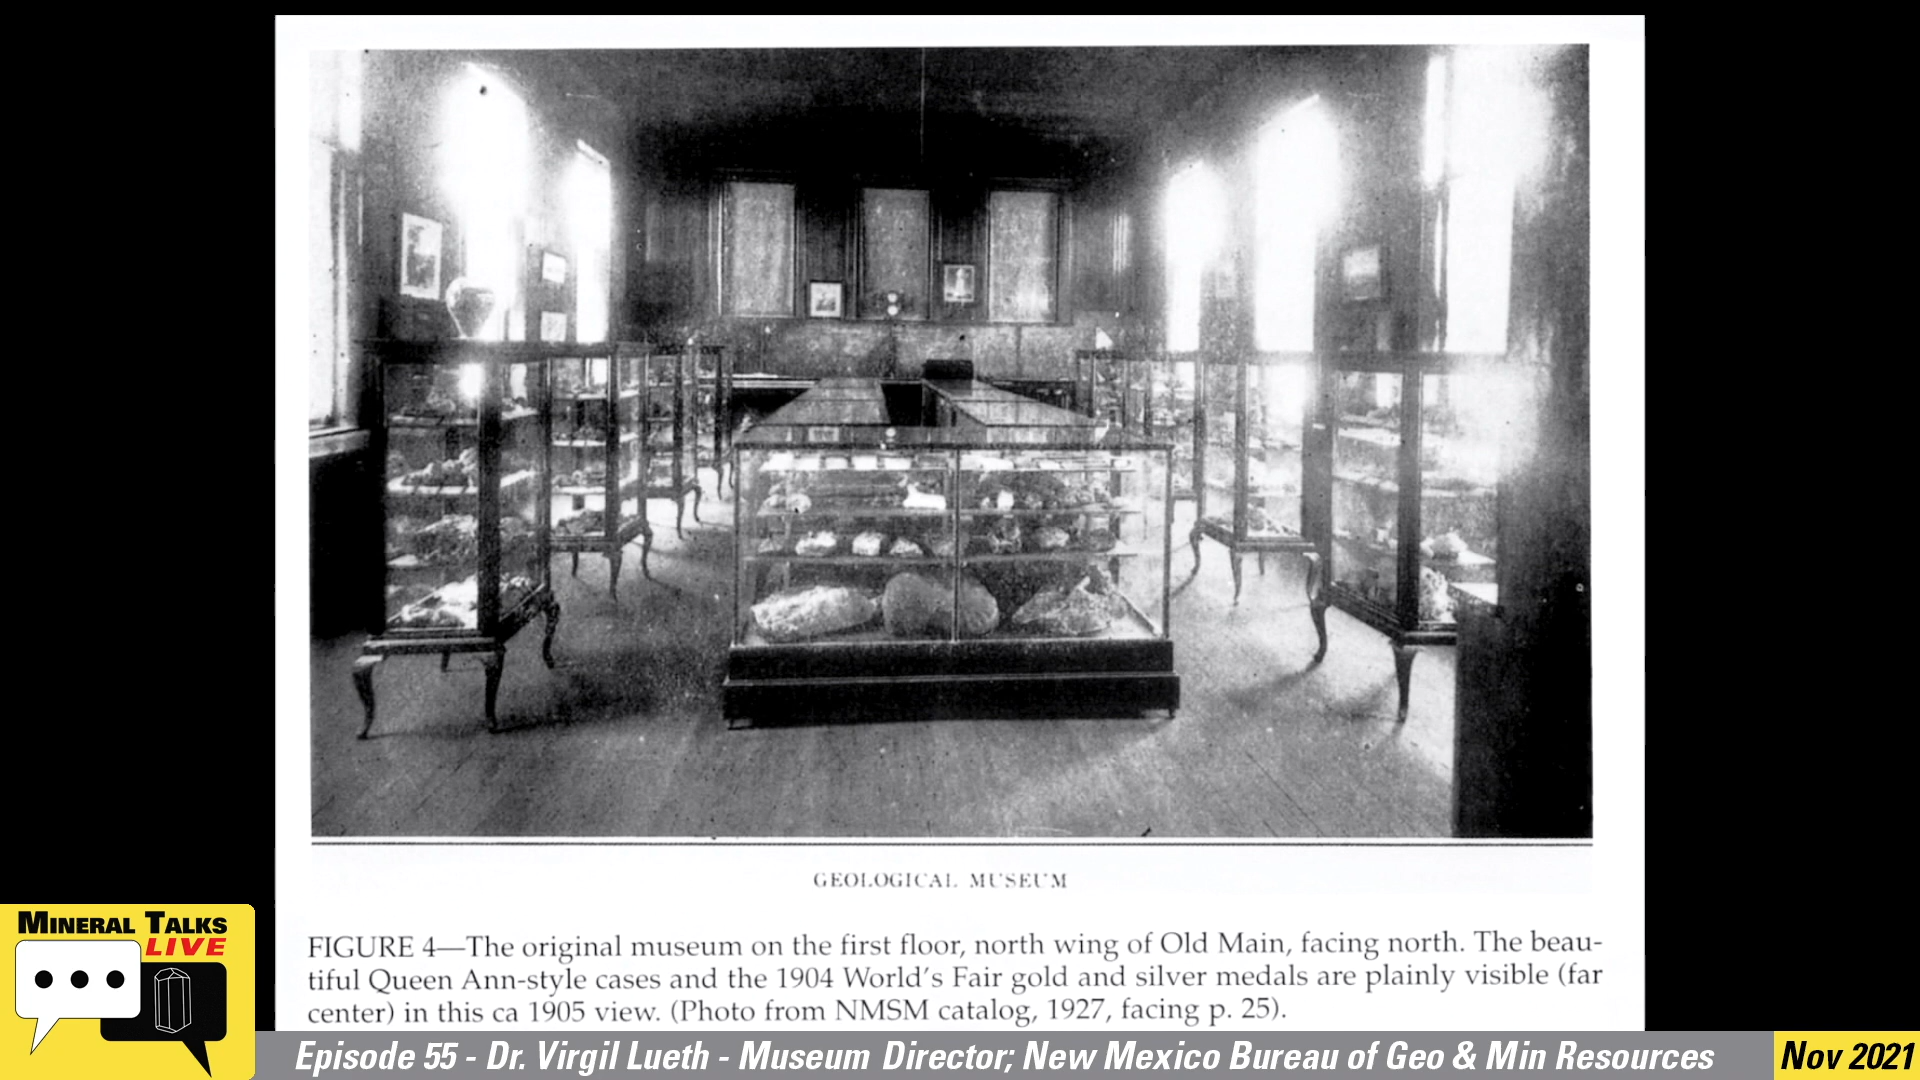 GEOLOGICAL MUSEUM
FIGURE 4—The original museum on the first floor, north wing of Old Main, facing north. The beau-
tiful Queen Ann-style cases and the 1904 World's Fair gold and silver medals are plainly visible (far
center) in this ca 1905 view. (Photo from NMSM catalog, 1927, facing p. 25).
MINERAL TALKS
LIVE
Episode 55 - Dr. Virgil Lueth - Museum Director; New Mexico Bureau of Geo & Min Resources
Nov 2021